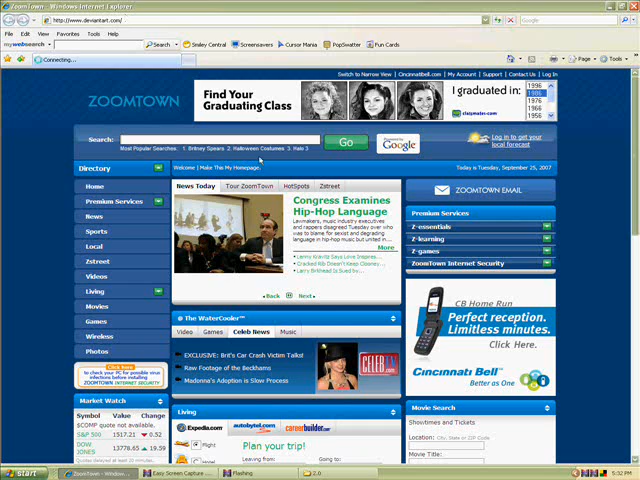 ZoomTown - Windows Internet Explorer
http://www.deviantart.com/
Google
File Edit View Favorites Tools Help
mywebsearch Search Smiley Central Screensavers Cursor Mania PopSwatter Fun Cards
Connecting...
Page Tools
Switch to Narrow View | Cincinnatibell.com | My Account | Support | Contact Us | Log In
ZOOMTOWN
Find Your
Graduating Class
I graduated in:
1996
1986
1976
1966
1956
classmates.com
Search:
Go
Google
Log in to get your
local forecast
Most Popular Searches: 1. Britney Spears 2. Halloween Costumes 3. Halo 3
Directory
Welcome | Make This My Homepage.
Today is Tuesday, September 25, 2007
Home
Premium Services
News
Sports
Local
Zstreet
Videos
Living
Movies
Games
Wireless
Photos
News Today Tour ZoomTown HotSpots Zstreet
Congress Examines
Hip-Hop Language
Lawmakers, music industry executives
and rappers disagreed Tuesday over who
was to blame for sexist and degrading
language in hip-hop music but united in...
More
Lenny Kravitz Says Love Inspires...
Cracked Rib Doesn't Keep Clooney...
Larry Birkhead Is Sued by...
Back Next
ZOOMTOWN EMAIL
Premium Services
Z-essentials
Z-learning
Z-games
ZoomTown Internet Security
@ The WaterCooler
Video Games Celeb News Music
EXCLUSIVE: Brit's Car Crash Victim Talks!
Raw Footage of the Beckhams
Madonna's Adoption is Slow Process
CELEB
CB Home Run
Perfect reception.
Limitless minutes.
Click Here.
Cincinnati Bell
Better as One
Click here
to check your PC for possible virus
infections before installing
ZOOMTOWN INTERNET SECURITY
Market Watch
Symbol Value Change
$COMP quote not available.
S&P 500 1517.21 0.52
DOW
JONES 13778.65 19.59
Quotes delayed at least 20 minutes.
Living
Expedia.com autobytel.com careerbuilder.com
Flight
Hotel
Plan your trip!
Leaving from: Going to:
Movie Search
Showtimes and Tickets
Location: City, State or ZIP Code
Movie Title:
start ZoomTown - Window... Easy Screen Capture ... Flashing 2.0 5:32 PM